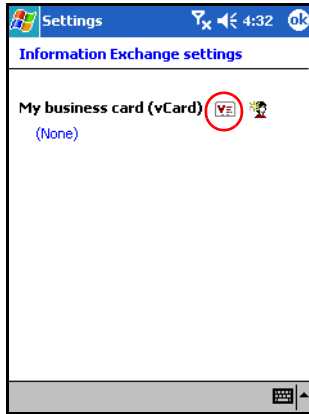 Settings 4:32 ok
Information Exchange settings
My business card (vCard)
(None)